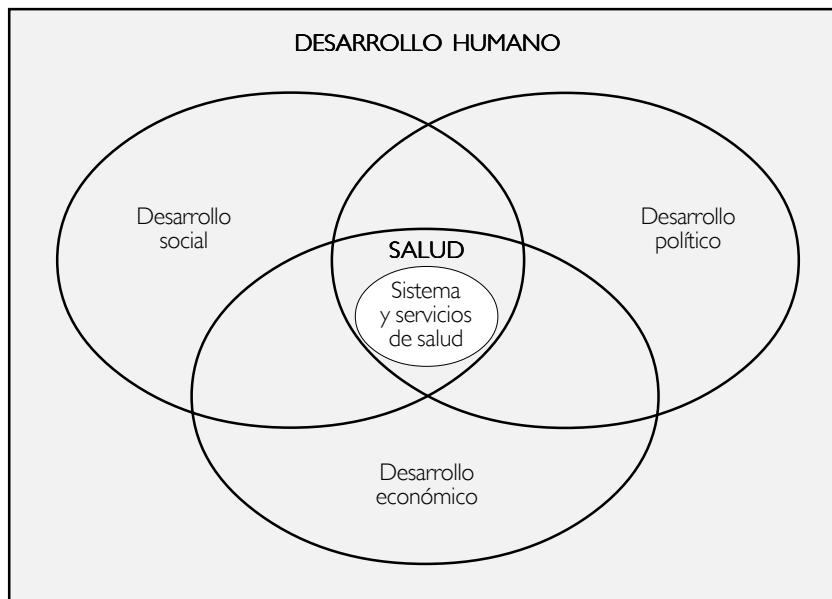 DESARROLLO HUMANO
Desarrollo
social
Desarrollo
político
SALUD
Sistema
y servicios
de salud
Desarrollo
económico